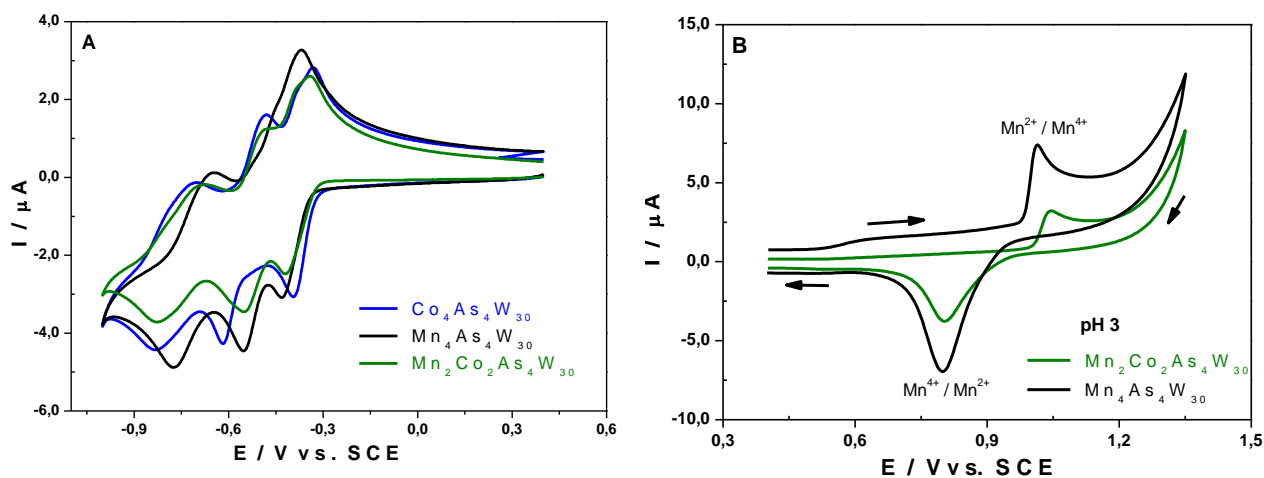 A
4,0
2,0
0,0
-2,0
-4,0
-6,0
I / μA
-0,9 -0,6 -0,3 0,0 0,3 0,6
E / V vs. SCE
Co₄As₄W₃₀
Mn₄As₄W₃₀
Mn₂Co₂As₄W₃₀
B
15,0
10,0
5,0
0,0
-5,0
-10,0
I / μA
Mn²⁺ / Mn⁴⁺
Mn⁴⁺ / Mn²⁺
pH 3
Mn₂Co₂As₄W₃₀
Mn₄As₄W₃₀
0,3 0,6 0,9 1,2 1,5
E / V vs. SCE